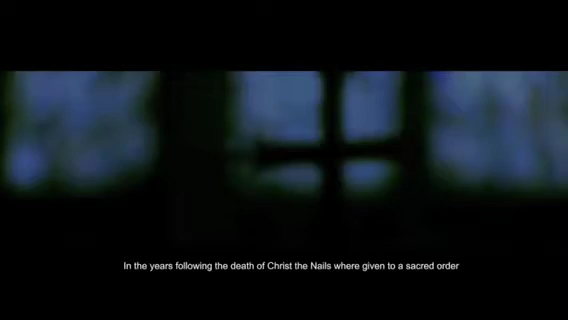 In the years following the death of Christ the Nails where given to a sacred order